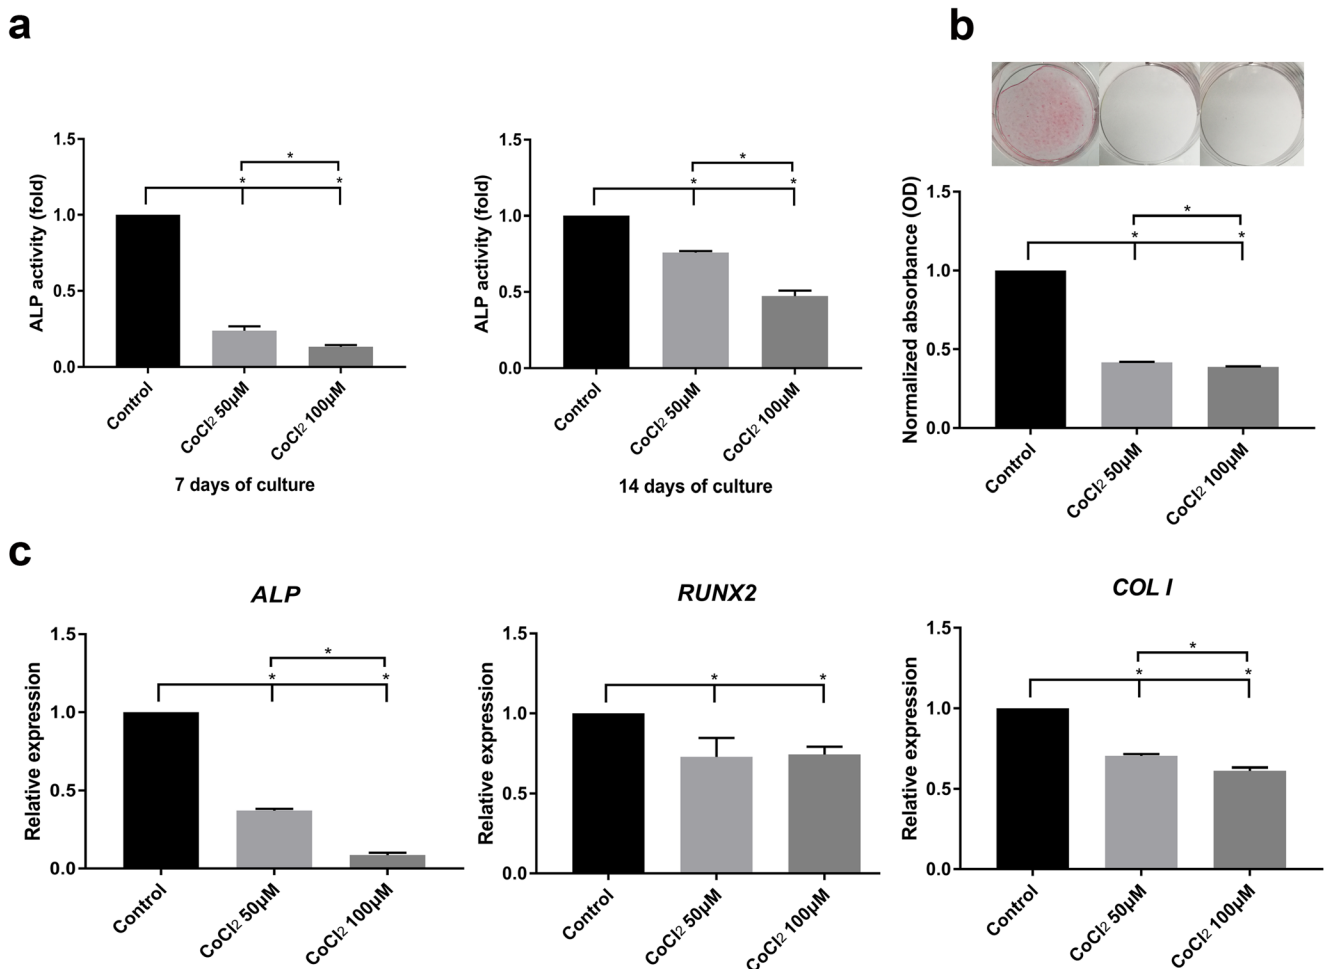 a
b
1.5
1.0
0.5
0.0
ALP activity (fold)
*
*
*
Control
CoCl2 50μM
CoCl2 100μM
7 days of culture
1.5
1.0
0.5
0.0
ALP activity (fold)
*
*
*
Control
CoCl2 50μM
CoCl2 100μM
14 days of culture
1.5
1.0
0.5
0.0
Normalized absorbance (OD)
*
*
*
Control
CoCl2 50μM
CoCl2 100μM
c
ALP
1.5
1.0
0.5
0.0
Relative expression
*
*
*
Control
CoCl2 50μM
CoCl2 100μM
RUNX2
1.5
1.0
0.5
0.0
Relative expression
*
*
Control
CoCl2 50μM
CoCl2 100μM
COL I
1.5
1.0
0.5
0.0
Relative expression
*
*
*
Control
CoCl2 50μM
CoCl2 100μM